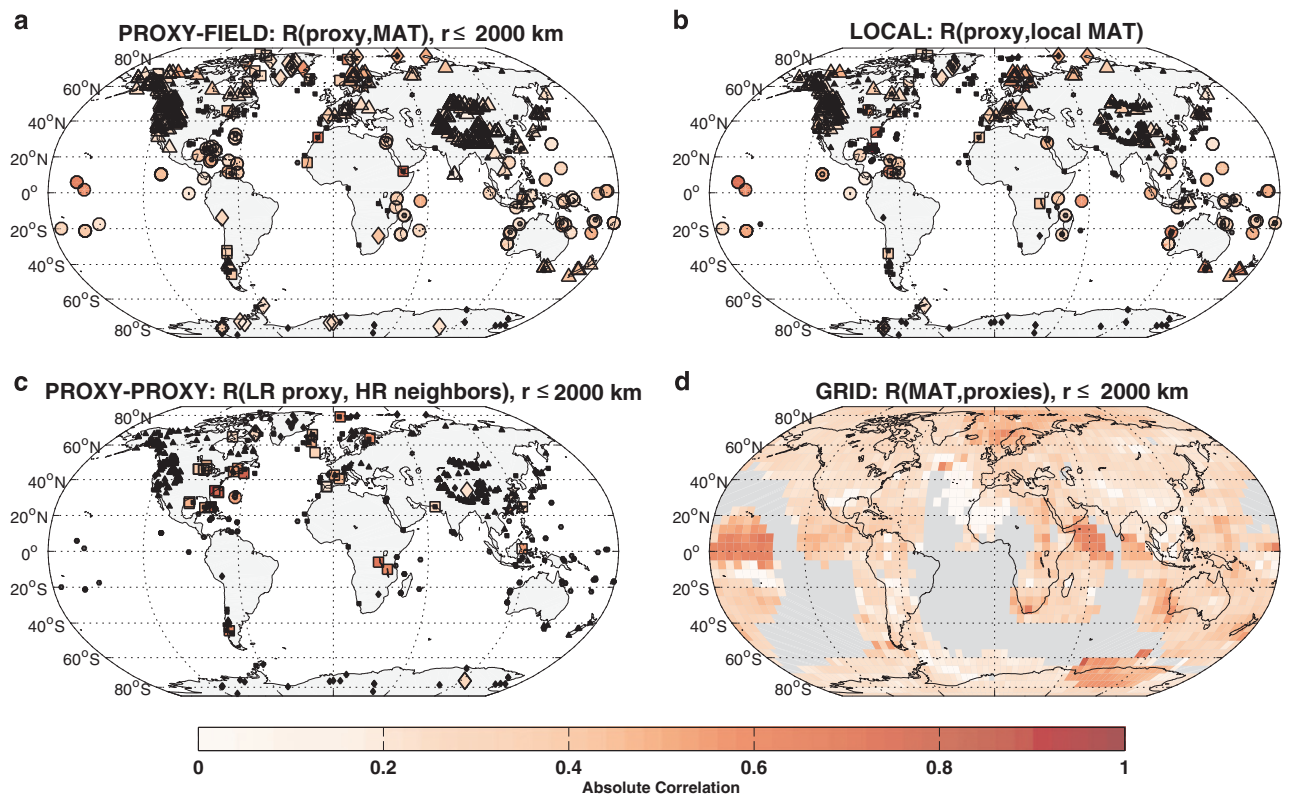 a
PROXY-FIELD: R(proxy,MAT), r ≤ 2000 km
80°N
60°N
40°N
20°N
0°
20°S
40°S
60°S
80°S
b
LOCAL: R(proxy,local MAT)
80°N
60°N
40°N
20°N
0°
20°S
40°S
60°S
80°S
c
PROXY-PROXY: R(LR proxy, HR neighbors), r ≤ 2000 km
80°N
60°N
40°N
20°N
0°
20°S
40°S
60°S
80°S
d
GRID: R(MAT,proxies), r ≤ 2000 km
80°N
60°N
40°N
20°N
0°
20°S
40°S
60°S
80°S
0 0.2 0.4 0.6 0.8 1
Absolute Correlation